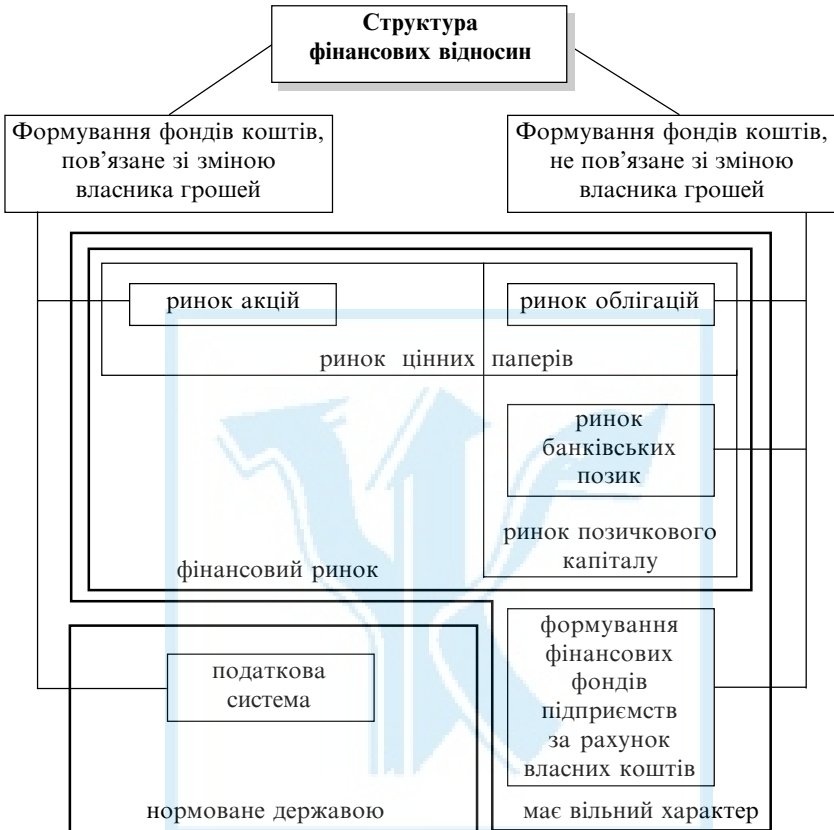 Структура
фінансових відносин
Формування фондів коштів,
пов’язане зі зміною
власника грошей
Формування фондів коштів,
не пов’язане зі зміною
власника грошей
ринок акцій
ринок облігацій
ринок цінних паперів
ринок
банківських
позик
ринок позичкового
капіталу
фінансовий ринок
формування
фінансових
фондів
підприємств
за рахунок
власних коштів
податкова
система
нормоване державою
має вільний характер